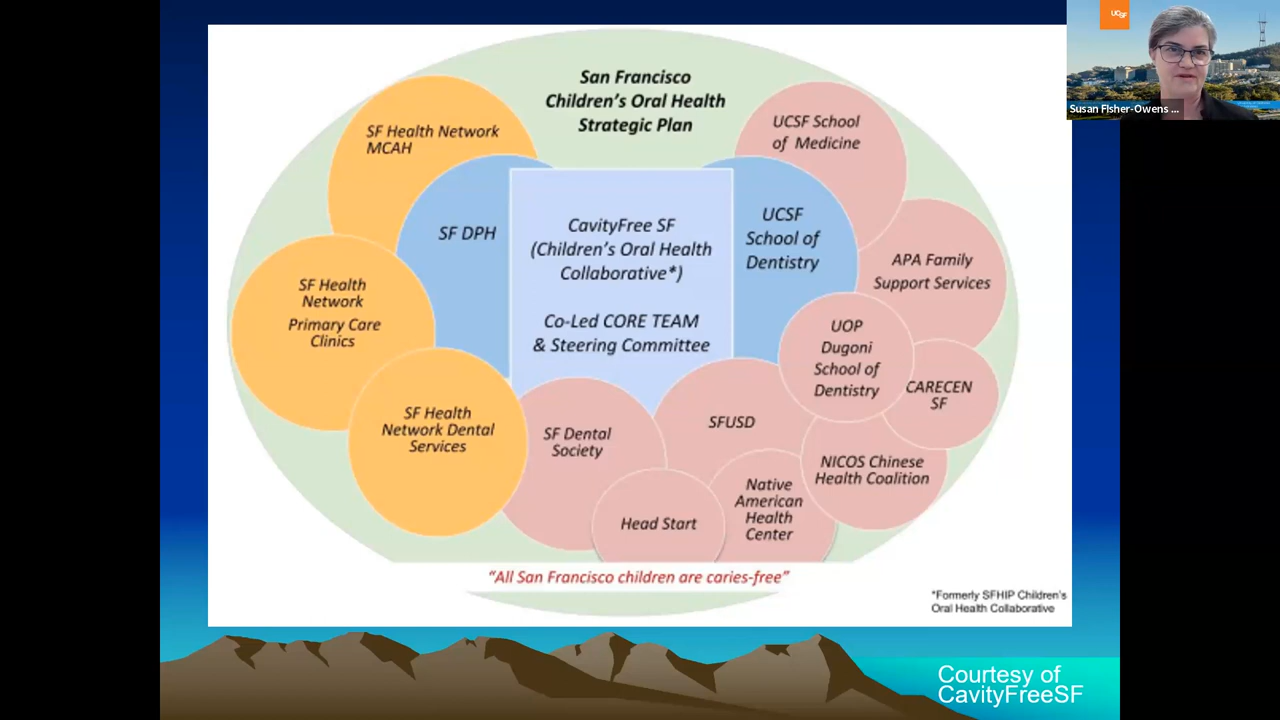 San Francisco
Children's Oral Health
Strategic Plan
SF Health Network
MCAH
UCSF School
of Medicine
SF DPH
CavityFree SF
(Children's Oral Health
Collaborative*)
Co-Led CORE TEAM
& Steering Committee
UCSF
School of
Dentistry
APA Family
Support Services
SF Health
Network
Primary Care
Clinics
UOP
Dugoni
School of
Dentistry
CARECEN
SF
SF Health
Network Dental
Services
SF Dental
Society
SFUSD
NICOS Chinese
Health Coalition
Head Start
Native
American
Health
Center
"All San Francisco children are caries-free"
*Formerly SFHIP Children's
Oral Health Collaborative
Courtesy of
CavityFreeSF
UCSF
Susan FIsher-Owens ...